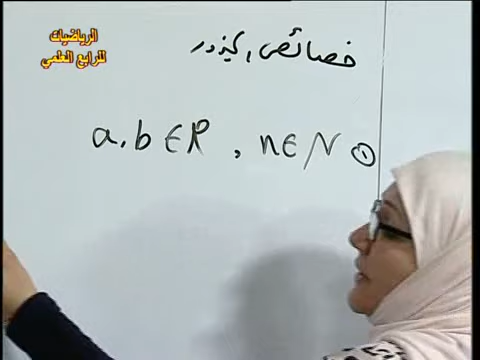 الرياضيات
للرابع العلمي
خصائص الجذور
a,b ∈ R , n ∈ N ①